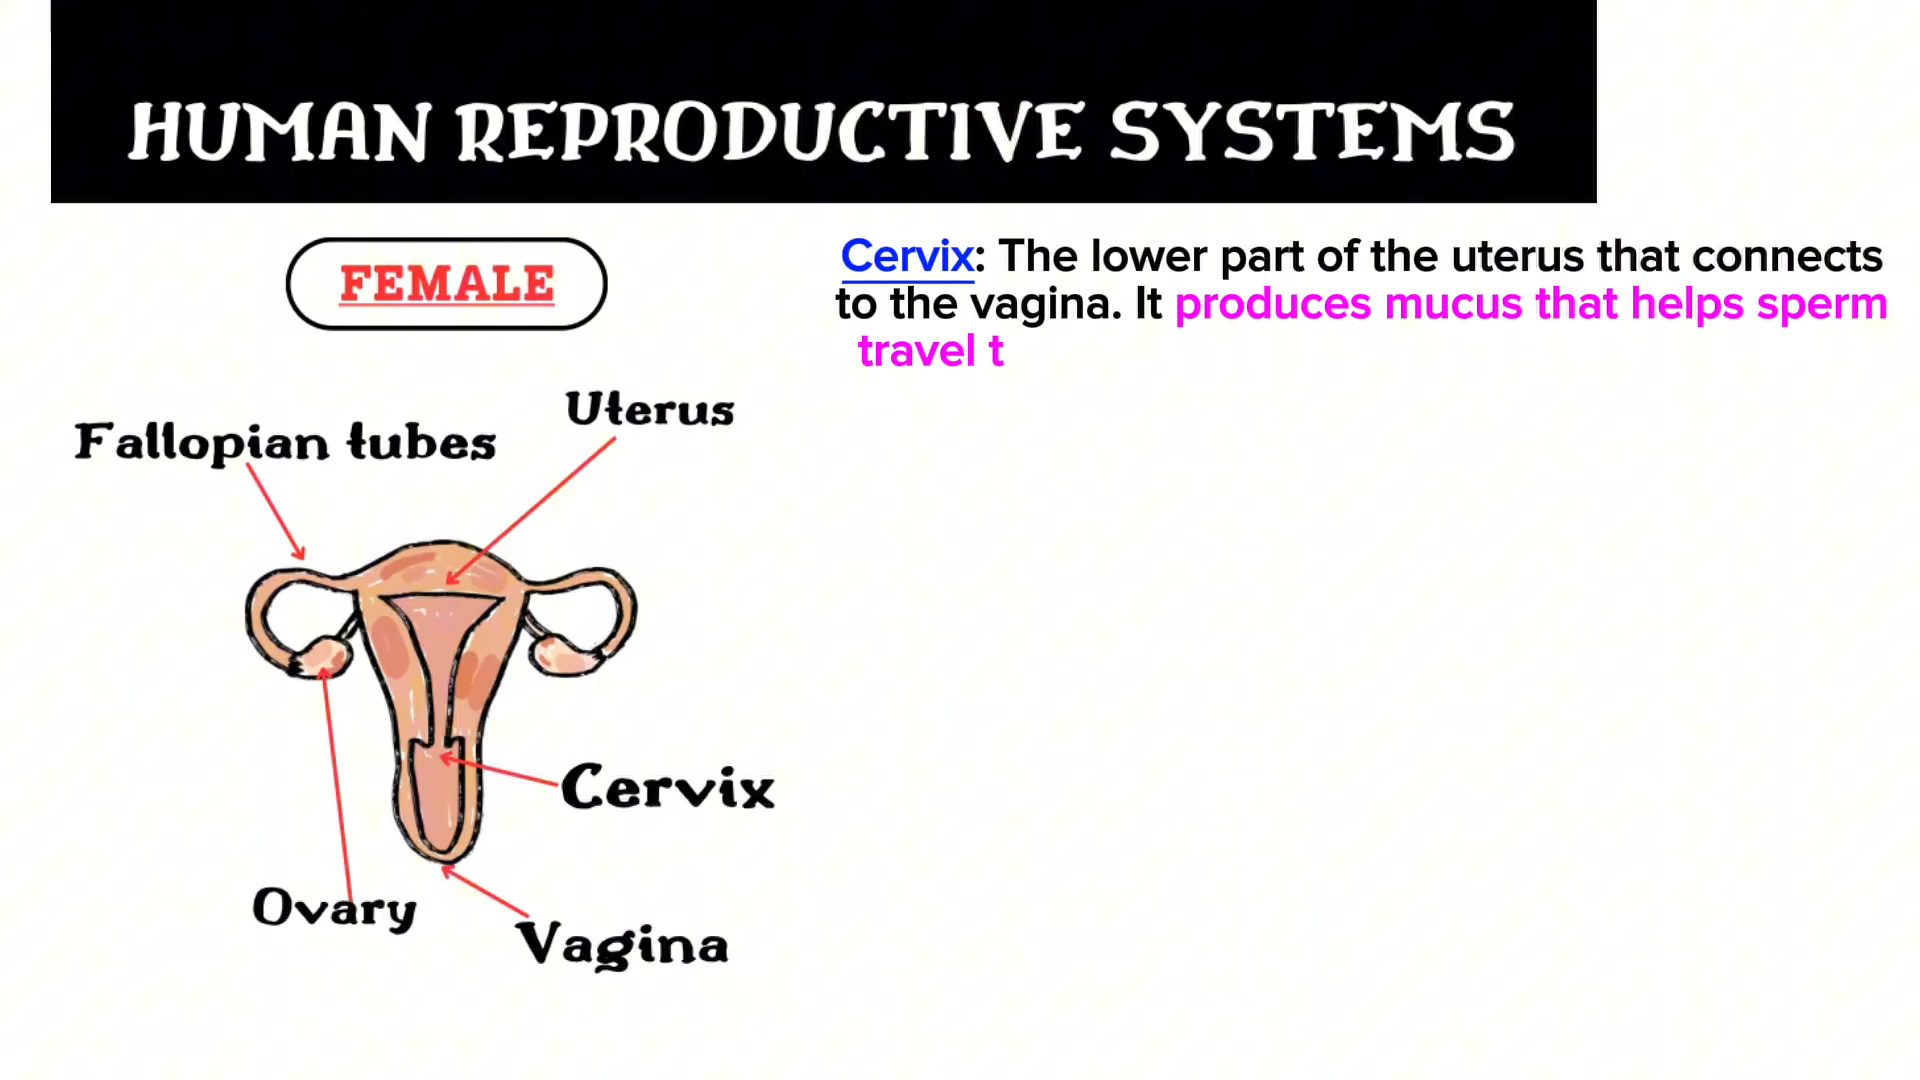 HUMAN REPRODUCTIVE SYSTEMS
FEMALE
Cervix: The lower part of the uterus that connects
to the vagina. It produces mucus that helps sperm
travel t
Uterus
Fallopian tubes
Cervix
Ovary
Vagina